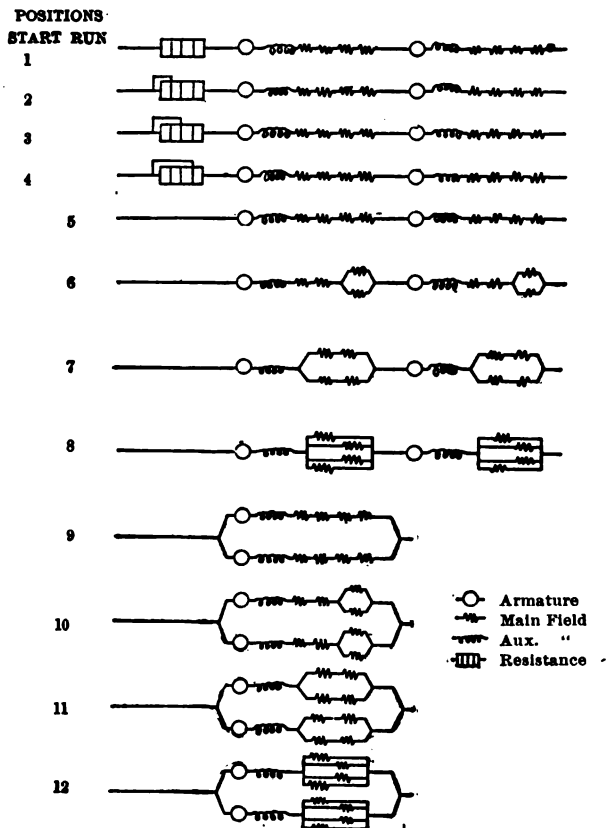 POSITIONS
START RUN
1
2
3
4
5
6
7
8
9
10
11
12
Armature
Main Field
Aux. “
Resistance